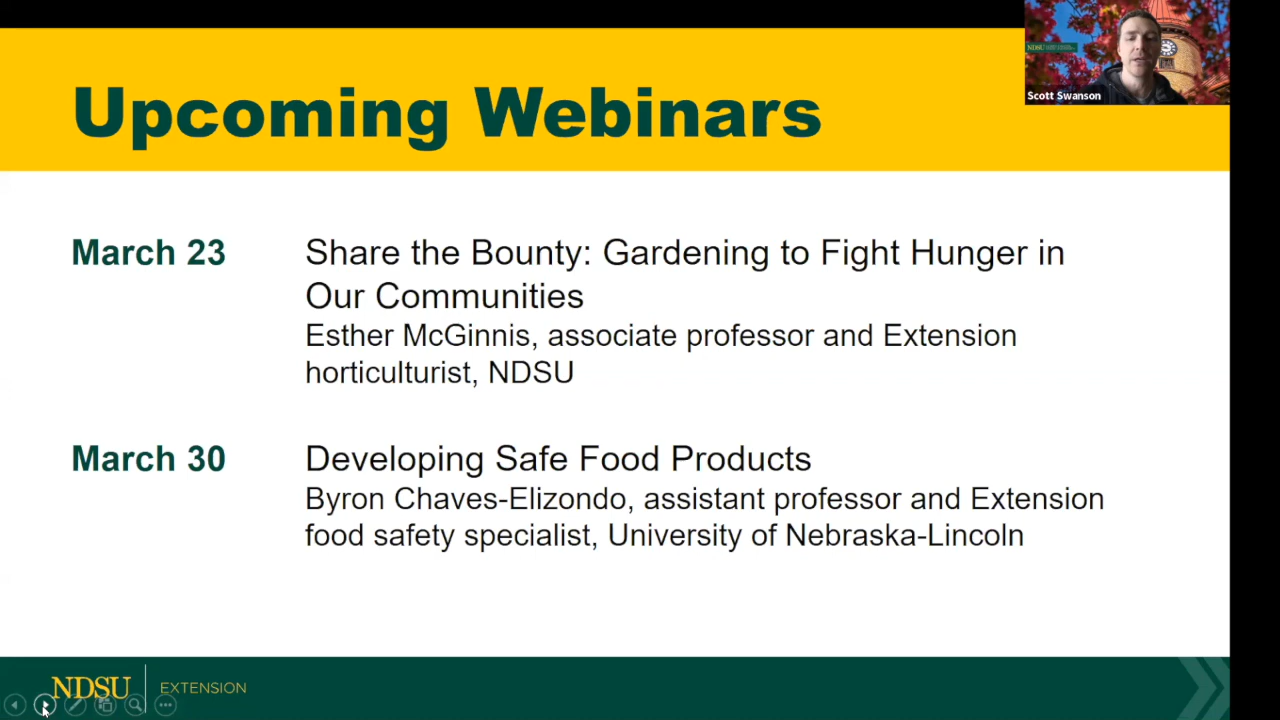 NDSU
Scott Swanson
Upcoming Webinars
March 23
Share the Bounty: Gardening to Fight Hunger in
Our Communities
Esther McGinnis, associate professor and Extension
horticulturist, NDSU
March 30
Developing Safe Food Products
Byron Chaves-Elizondo, assistant professor and Extension
food safety specialist, University of Nebraska-Lincoln
NDSU EXTENSION